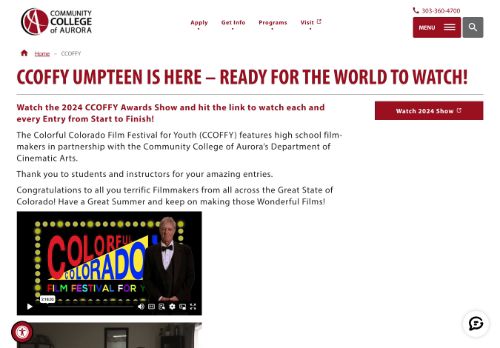 COMMUNITY
COLLEGE
OF AURORA
Apply
Get Info
Programs
Visit
303-360-4700
MENU
Home
CCOFFY
CCOFFY UMPTEEN IS HERE – READY FOR THE WORLD TO WATCH!
Watch the 2024 CCOFFY Awards Show and hit the link to watch each and
every Entry from Start to Finish!
Watch 2024 Show
The Colorful Colorado Film Festival for Youth (CCOFFY) features high school film-
makers in partnership with the Community College of Aurora's Department of
Cinematic Arts.
Thank you to students and instructors for your amazing entries.
Congratulations to all you terrific Filmmakers from all across the Great State of
Colorado! Have a Great Summer and keep on making those Wonderful Films!
COLORFUL
COLORADO
FILM FESTIVAL FOR Y